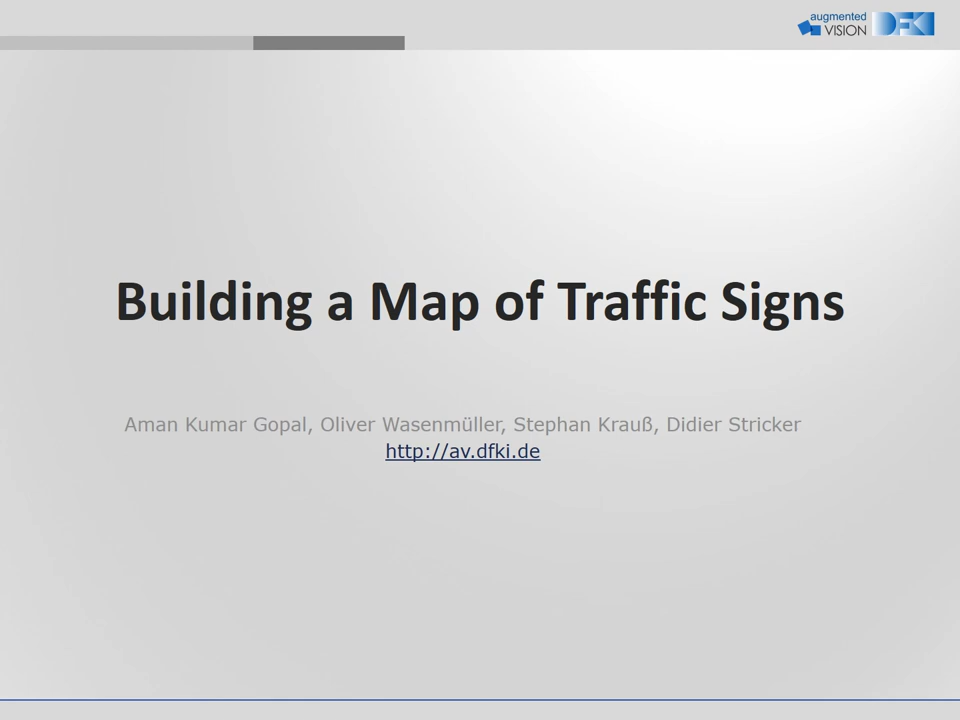 augmented
VISION
DFKI
Building a Map of Traffic Signs
Aman Kumar Gopal, Oliver Wasenmüller, Stephan Krauß, Didier Stricker
http://av.dfki.de